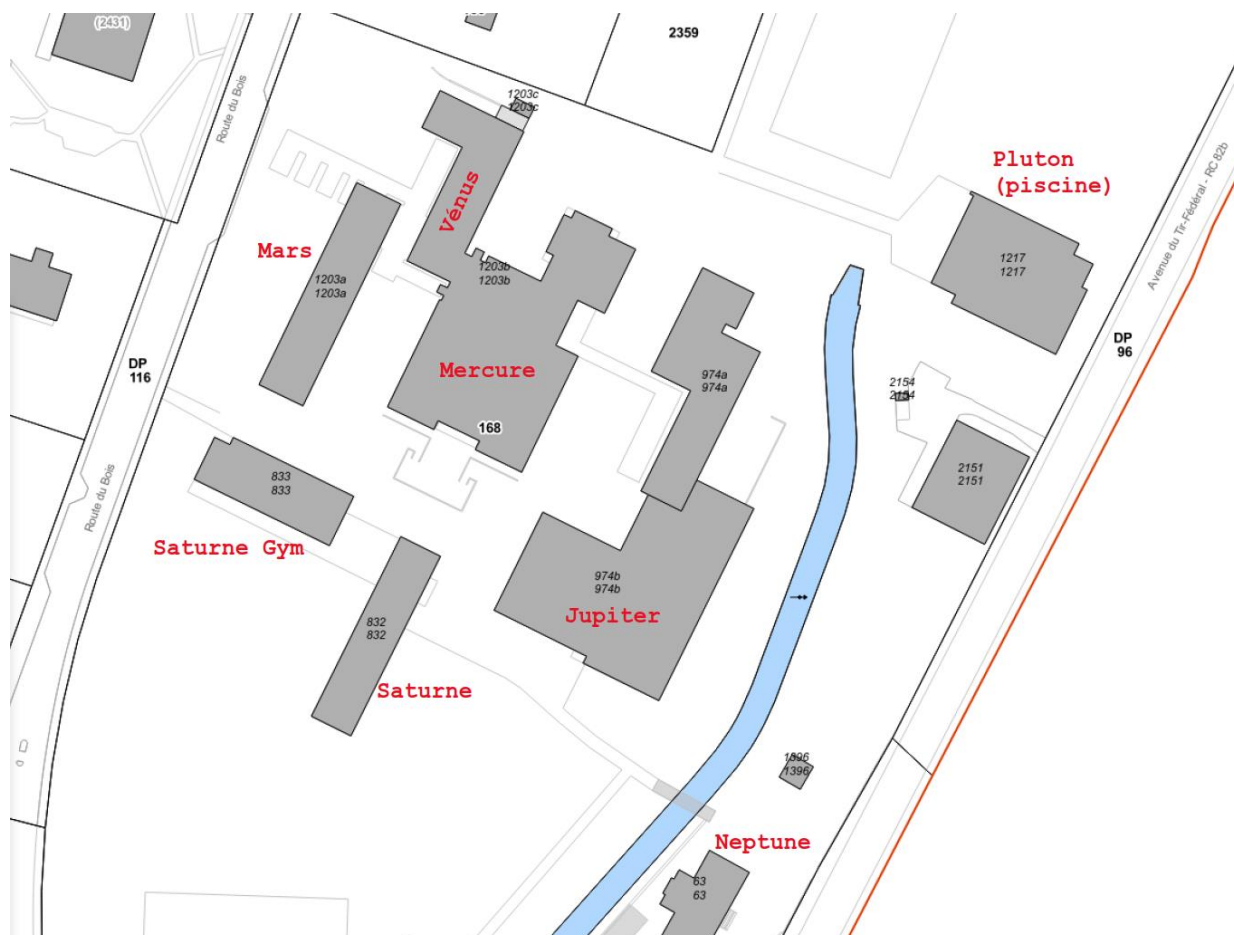 (2431)
2359
Route du Bois
1203c
1203c
Pluton
(piscine)
Avenue du Tir-Fédéral - RC 82b
Vénus
Mars
1203a
1203a
1203b
1203b
1217
1217
DP
116
Mercure
974a
974a
DP
96
2154
2154
168
833
833
2151
2151
Route du Bois
Saturne Gym
974b
974b
Jupiter
832
832
Saturne
1396
1396
Neptune
63
63